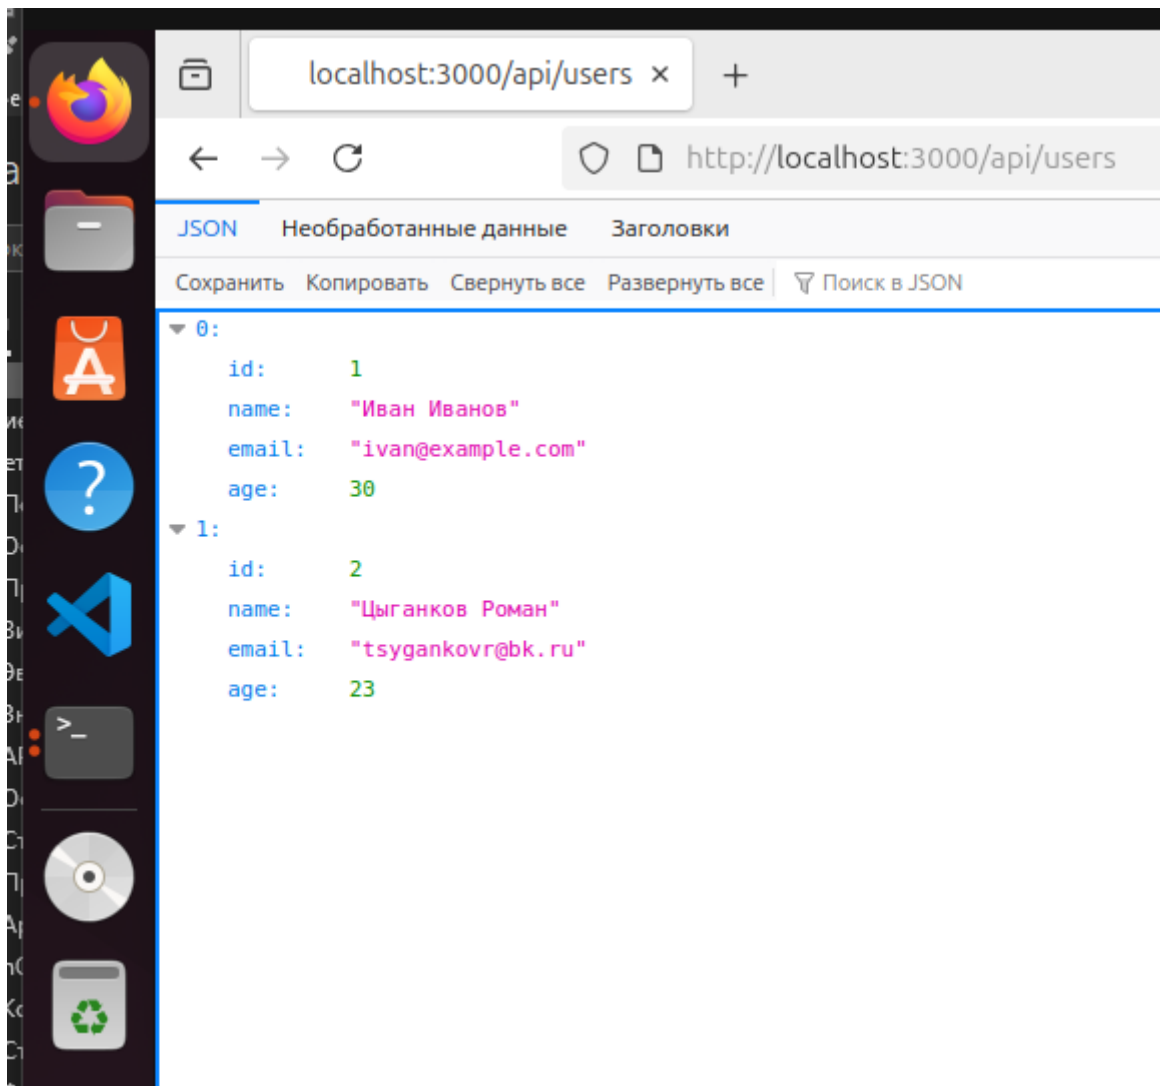 localhost:3000/api/users
http://localhost:3000/api/users
JSON Необработанные данные Заголовки
Сохранить Копировать Свернуть все Развернуть все Поиск в JSON
0:
id: 1
name: "Иван Иванов"
email: "ivan@example.com"
age: 30
1:
id: 2
name: "Цыганков Роман"
email: "tsygankovr@bk.ru"
age: 23